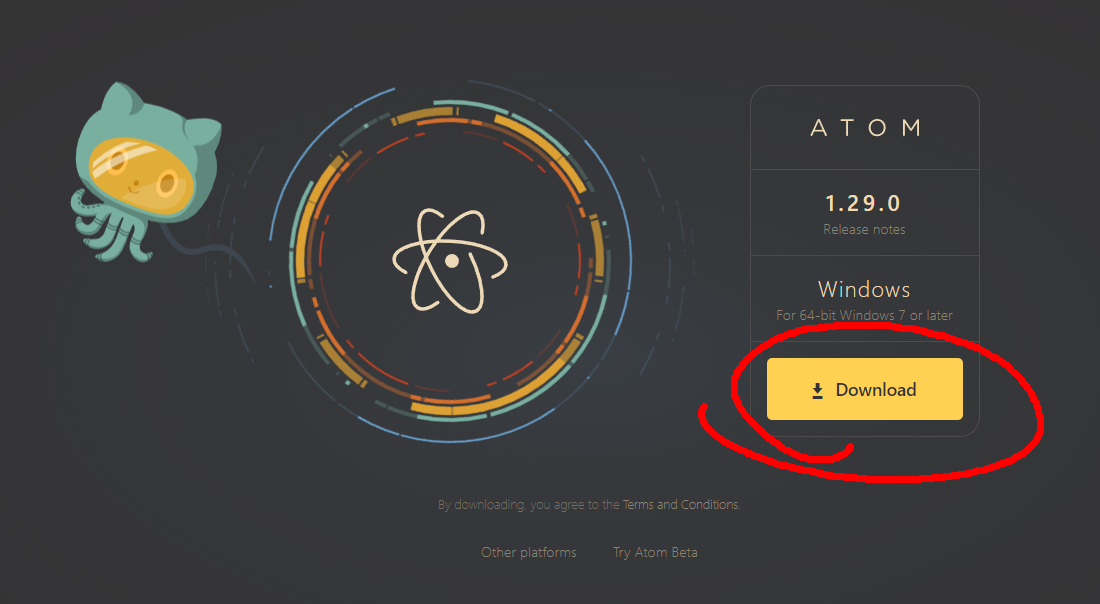 ATOM
1.29.0
Release notes
Windows
For 64-bit Windows 7 or later
Download
By downloading, you agree to the Terms and Conditions.
Other platforms Try Atom Beta